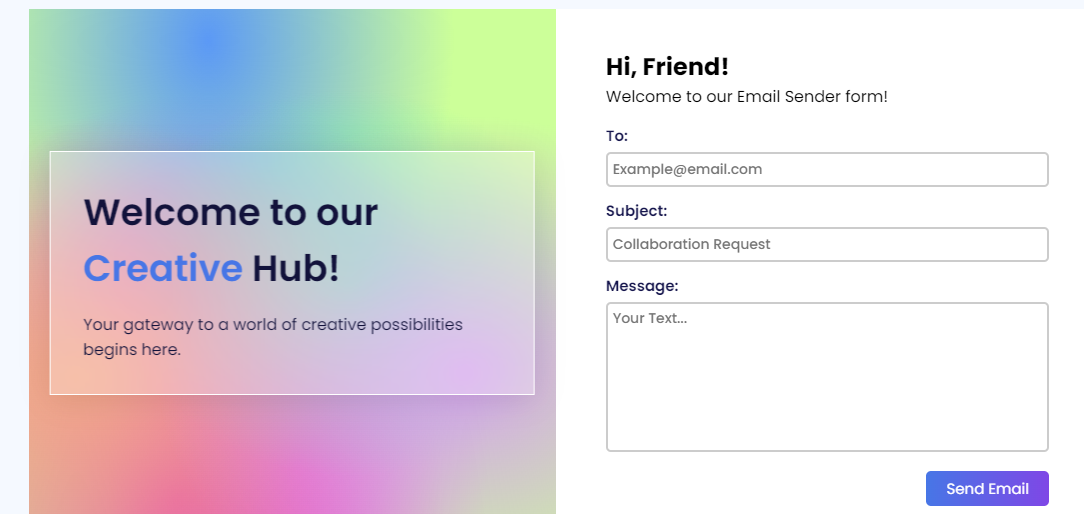 Welcome to our
Creative Hub!
Your gateway to a world of creative possibilities
begins here.
Hi, Friend!
Welcome to our Email Sender form!
To:
Example@email.com
Subject:
Collaboration Request
Message:
Your Text...
Send Email